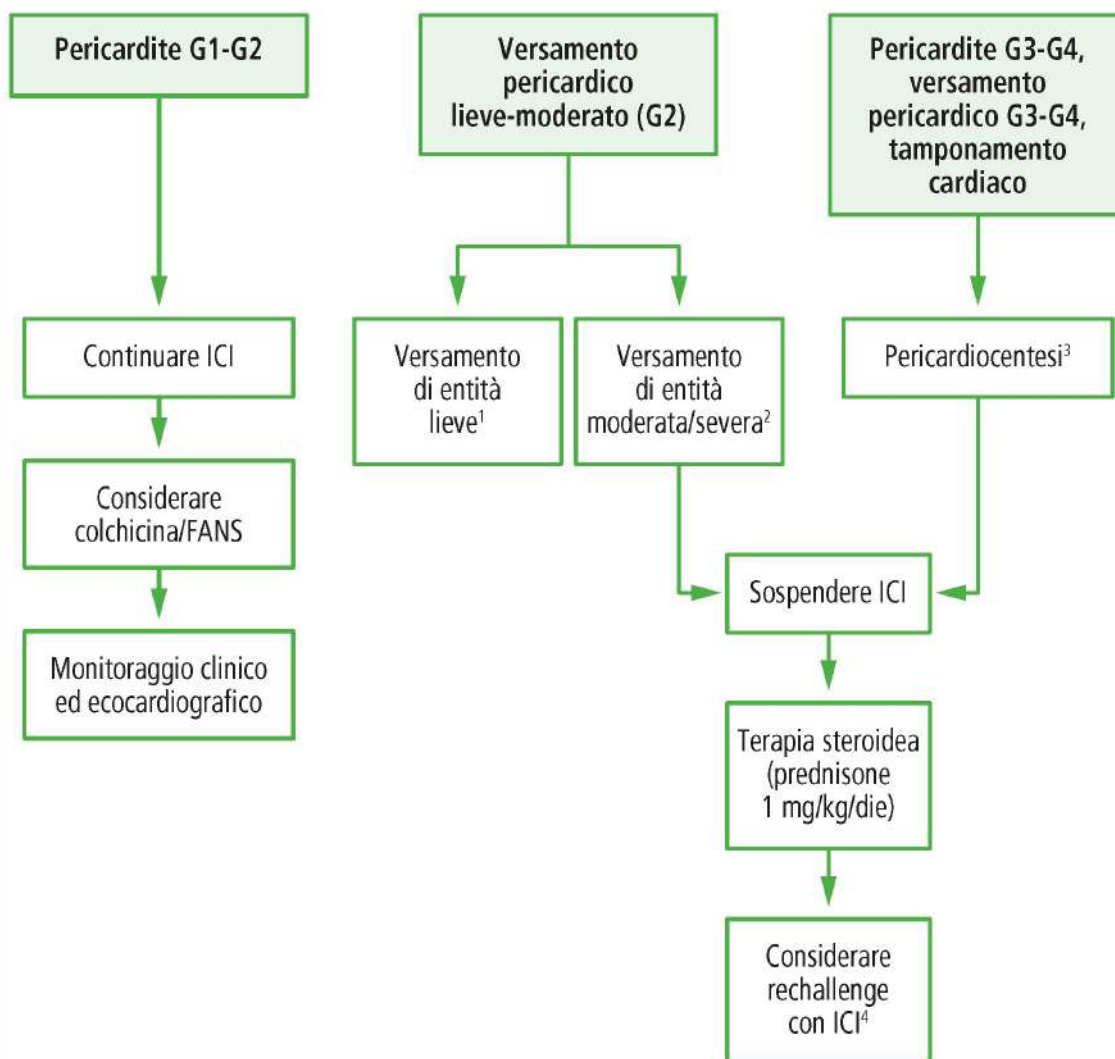 Pericardite G1-G2
Versamento
pericardico
lieve-moderato (G2)
Pericardite G3-G4,
versamento
pericardico G3-G4,
tamponamento
cardiaco
Continuare ICI
Versamento
di entità
lieve¹
Versamento
di entità
moderata/severa²
Pericardiocentesi³
Considerare
colchicina/FANS
Sospendere ICI
Monitoraggio clinico
ed ecocardiografico
Terapia steroidea
(prednisone
1 mg/kg/die)
Considerare
rechallenge
con ICI⁴